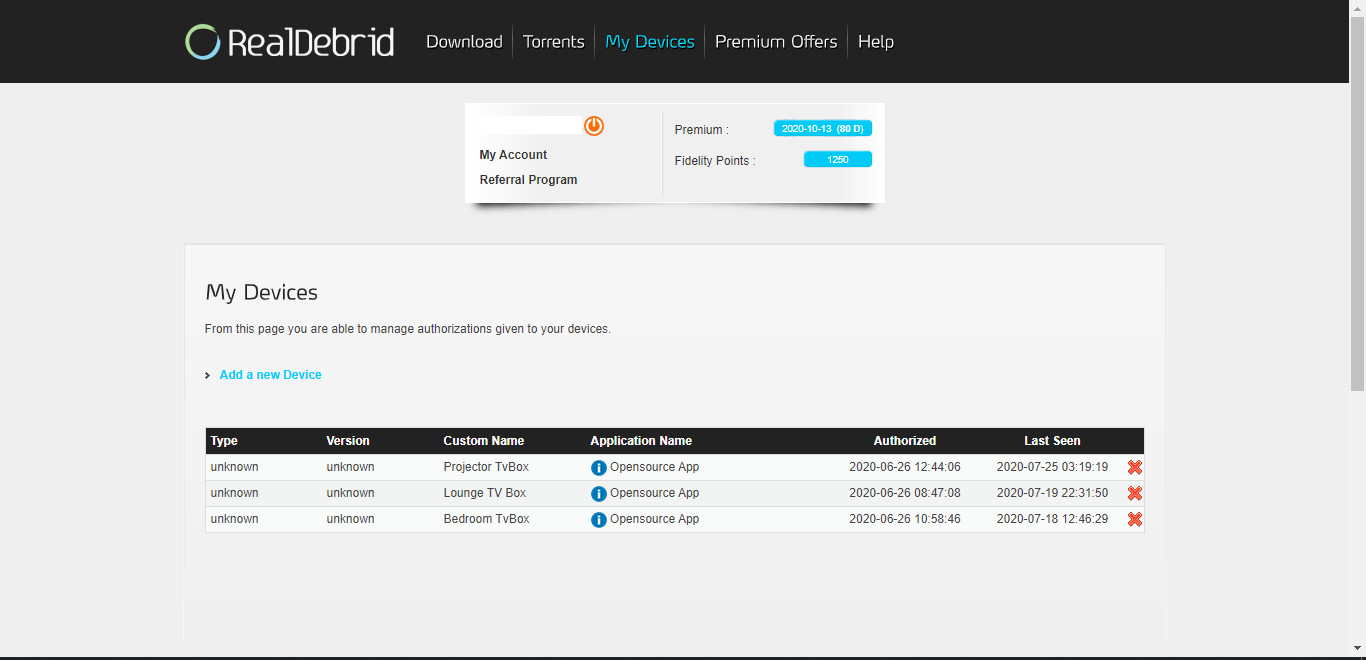 RealDebrid Download Torrents My Devices Premium Offers Help
Premium : 2020-10-13 (80 D)
My Account
Fidelity Points : 1250
Referral Program
My Devices
From this page you are able to manage authorizations given to your devices.
Add a new Device
Type Version Custom Name Application Name Authorized Last Seen
unknown unknown Projector TvBox i Opensource App 2020-06-26 12:44:06 2020-07-25 03:19:19
unknown unknown Lounge TV Box i Opensource App 2020-06-26 08:47:08 2020-07-19 22:31:50
unknown unknown Bedroom TvBox i Opensource App 2020-06-26 10:58:46 2020-07-18 12:46:29